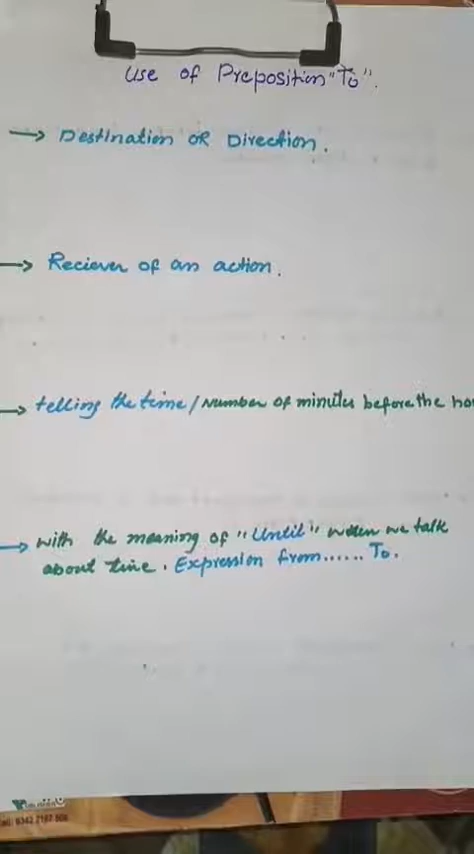 Use of Preposition "To".
→ Destination or Direction.
→ Reciever of an action.
→ telling the time / Number of minutes before the ho
→ with the meaning of "Until" when we talk
about time. Expression from...... To.